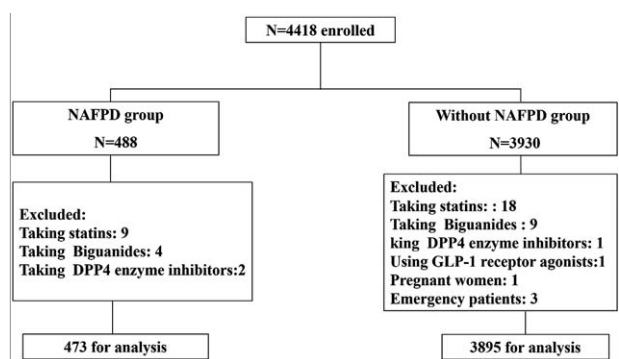 N=4418 enrolled
NAFPD group
N=488
Without NAFPD group
N=3930
Excluded:
Taking statins: 9
Taking Biguanides: 4
Taking DPP4 enzyme inhibitors:2
Excluded:
Taking statins: : 18
Taking Biguanides : 9
king DPP4 enzyme inhibitors: 1
Using GLP-1 receptor agonists:1
Pregnant women: 1
Emergency patients: 3
473 for analysis
3895 for analysis